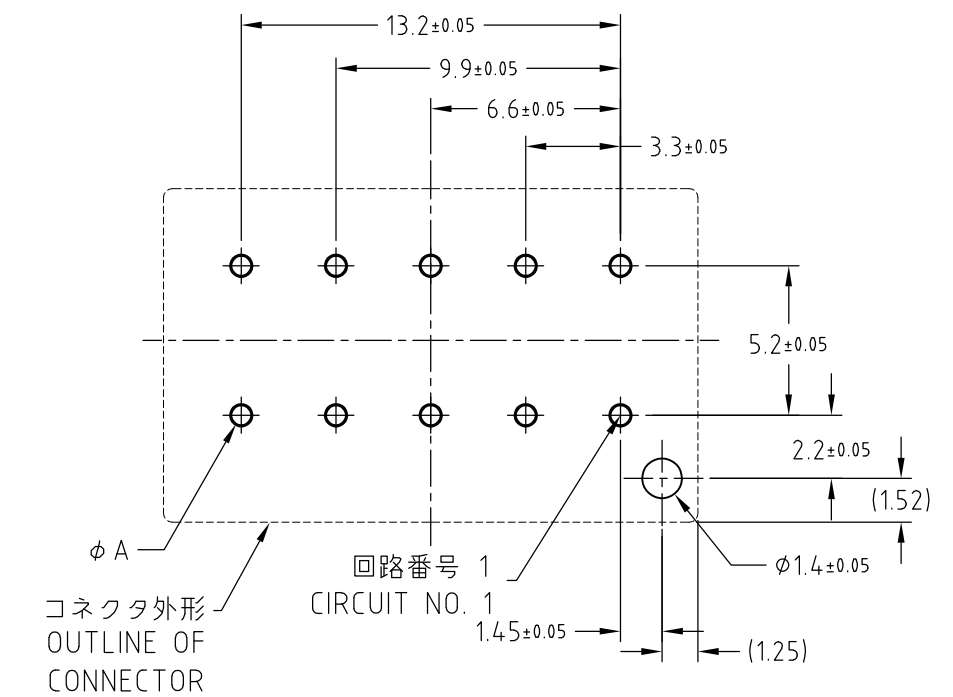 13.2±0.05
9.9±0.05
6.6±0.05
3.3±0.05
5.2±0.05
2.2±0.05
(1.52)
φA
回路番号 1
CIRCUIT NO. 1
φ1.4±0.05
コネクタ外形
OUTLINE OF
CONNECTOR
1.45±0.05
(1.25)